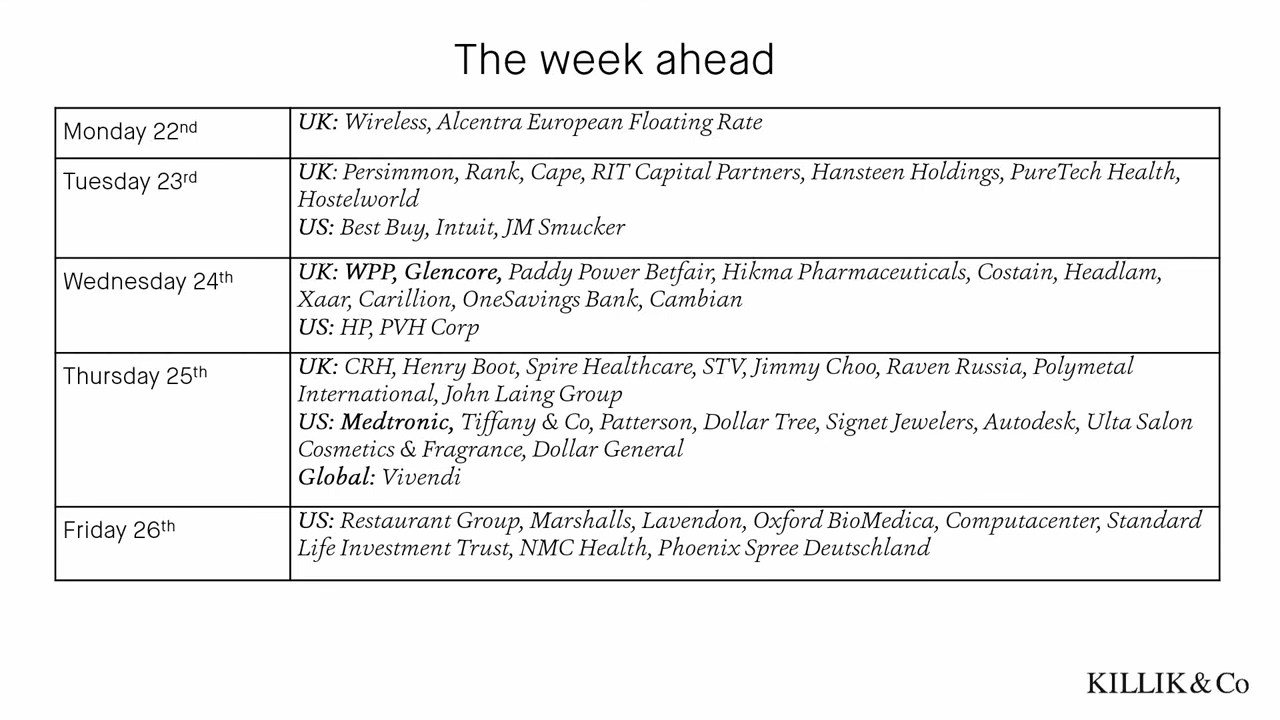 The week ahead
Monday 22nd
UK: Wireless, Alcentra European Floating Rate
Tuesday 23rd
UK: Persimmon, Rank, Cape, RIT Capital Partners, Hansteen Holdings, PureTech Health,
Hostelworld
US: Best Buy, Intuit, JM Smucker
Wednesday 24th
UK: WPP, Glencore, Paddy Power Betfair, Hikma Pharmaceuticals, Costain, Headlam,
Xaar, Carillion, OneSavings Bank, Cambian
US: HP, PVH Corp
Thursday 25th
UK: CRH, Henry Boot, Spire Healthcare, STV, Jimmy Choo, Raven Russia, Polymetal
International, John Laing Group
US: Medtronic, Tiffany & Co, Patterson, Dollar Tree, Signet Jewelers, Autodesk, Ulta Salon
Cosmetics & Fragrance, Dollar General
Global: Vivendi
Friday 26th
US: Restaurant Group, Marshalls, Lavendon, Oxford BioMedica, Computacenter, Standard
Life Investment Trust, NMC Health, Phoenix Spree Deutschland
KILLIK & Co